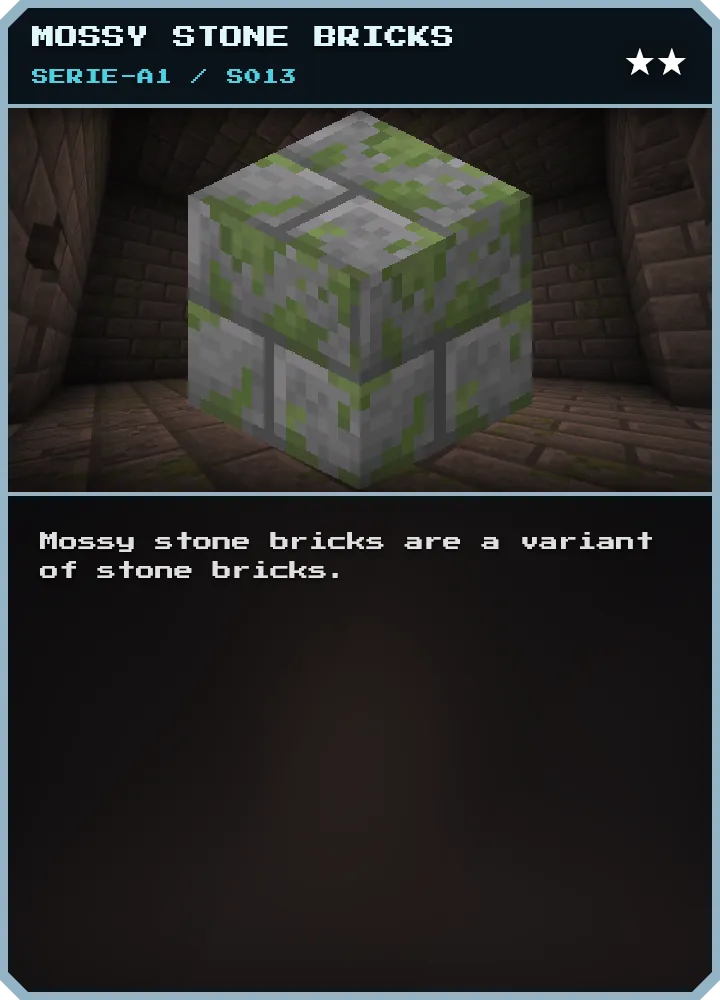 MOSSY STONE BRICKS
SERIE-A1 / S013
Mossy stone bricks are a variant
of stone bricks.